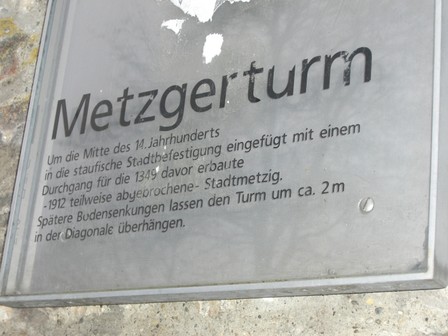 Metzgerturm
Um die Mitte des 14. Jahrhunderts
in die staufische Stadtbefestigung eingefügt mit einem
Durchgang für die 1349 davor erbaute
-1912 teilweise abgebrochene- Stadtmetzig.
Spätere Bodensenkungen lassen den Turm um ca. 2m
in der Diagonale überhängen.